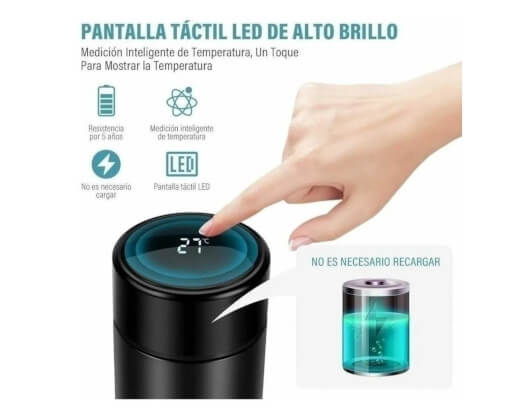 PANTALLA TÁCTIL LED DE ALTO BRILLO
Medición Inteligente de Temperatura, Un Toque
Para Mostrar la Temperatura
Resistencia
por 5 años
Medición inteligente
de temperatura
LED
No es necesario
cargar
Pantalla táctil LED
27°C
NO ES NECESARIO RECARGAR